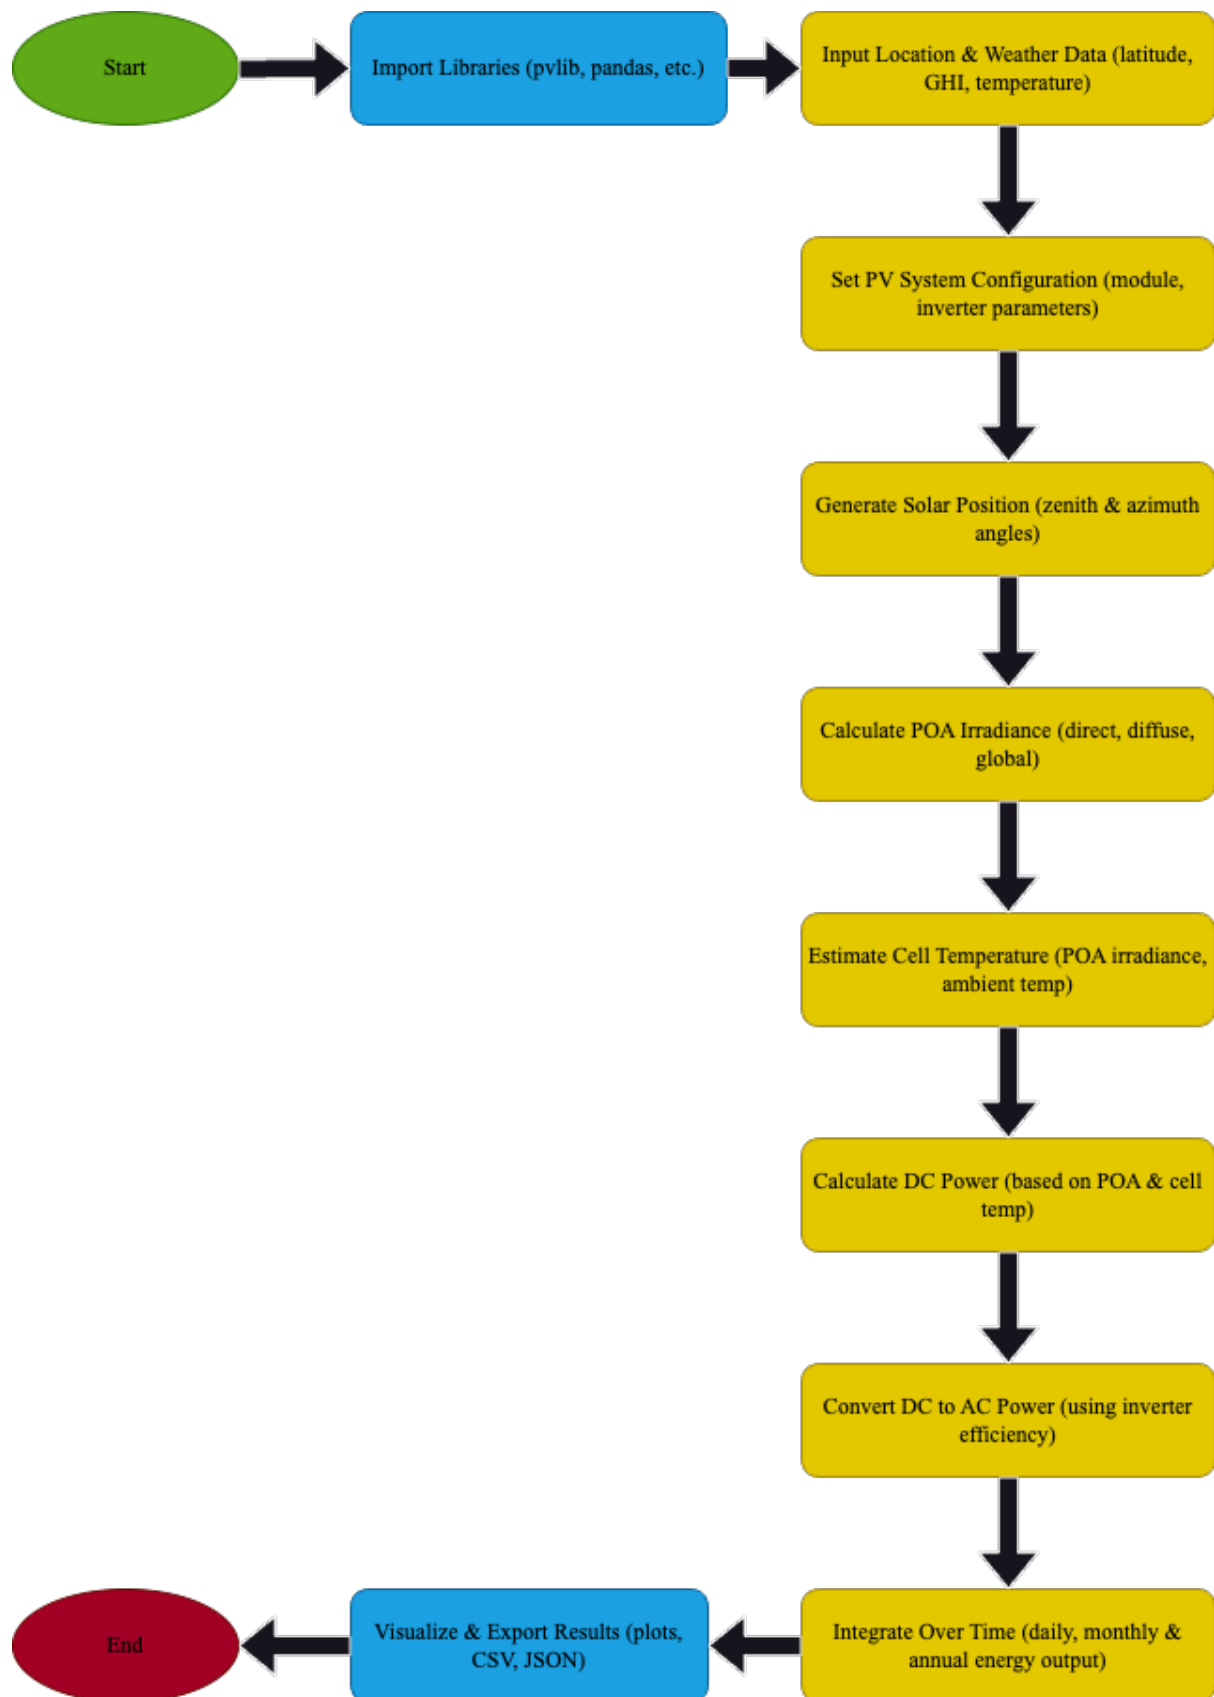 Start
Import Libraries (pvlib, pandas, etc.)
Input Location & Weather Data (latitude,
GHI, temperature)
Set PV System Configuration (module,
inverter parameters)
Generate Solar Position (zenith & azimuth
angles)
Calculate POA Irradiance (direct, diffuse,
global)
Estimate Cell Temperature (POA irradiance,
ambient temp)
Calculate DC Power (based on POA & cell
temp)
Convert DC to AC Power (using inverter
efficiency)
Integrate Over Time (daily, monthly &
annual energy output)
Visualize & Export Results (plots,
CSV, JSON)
End